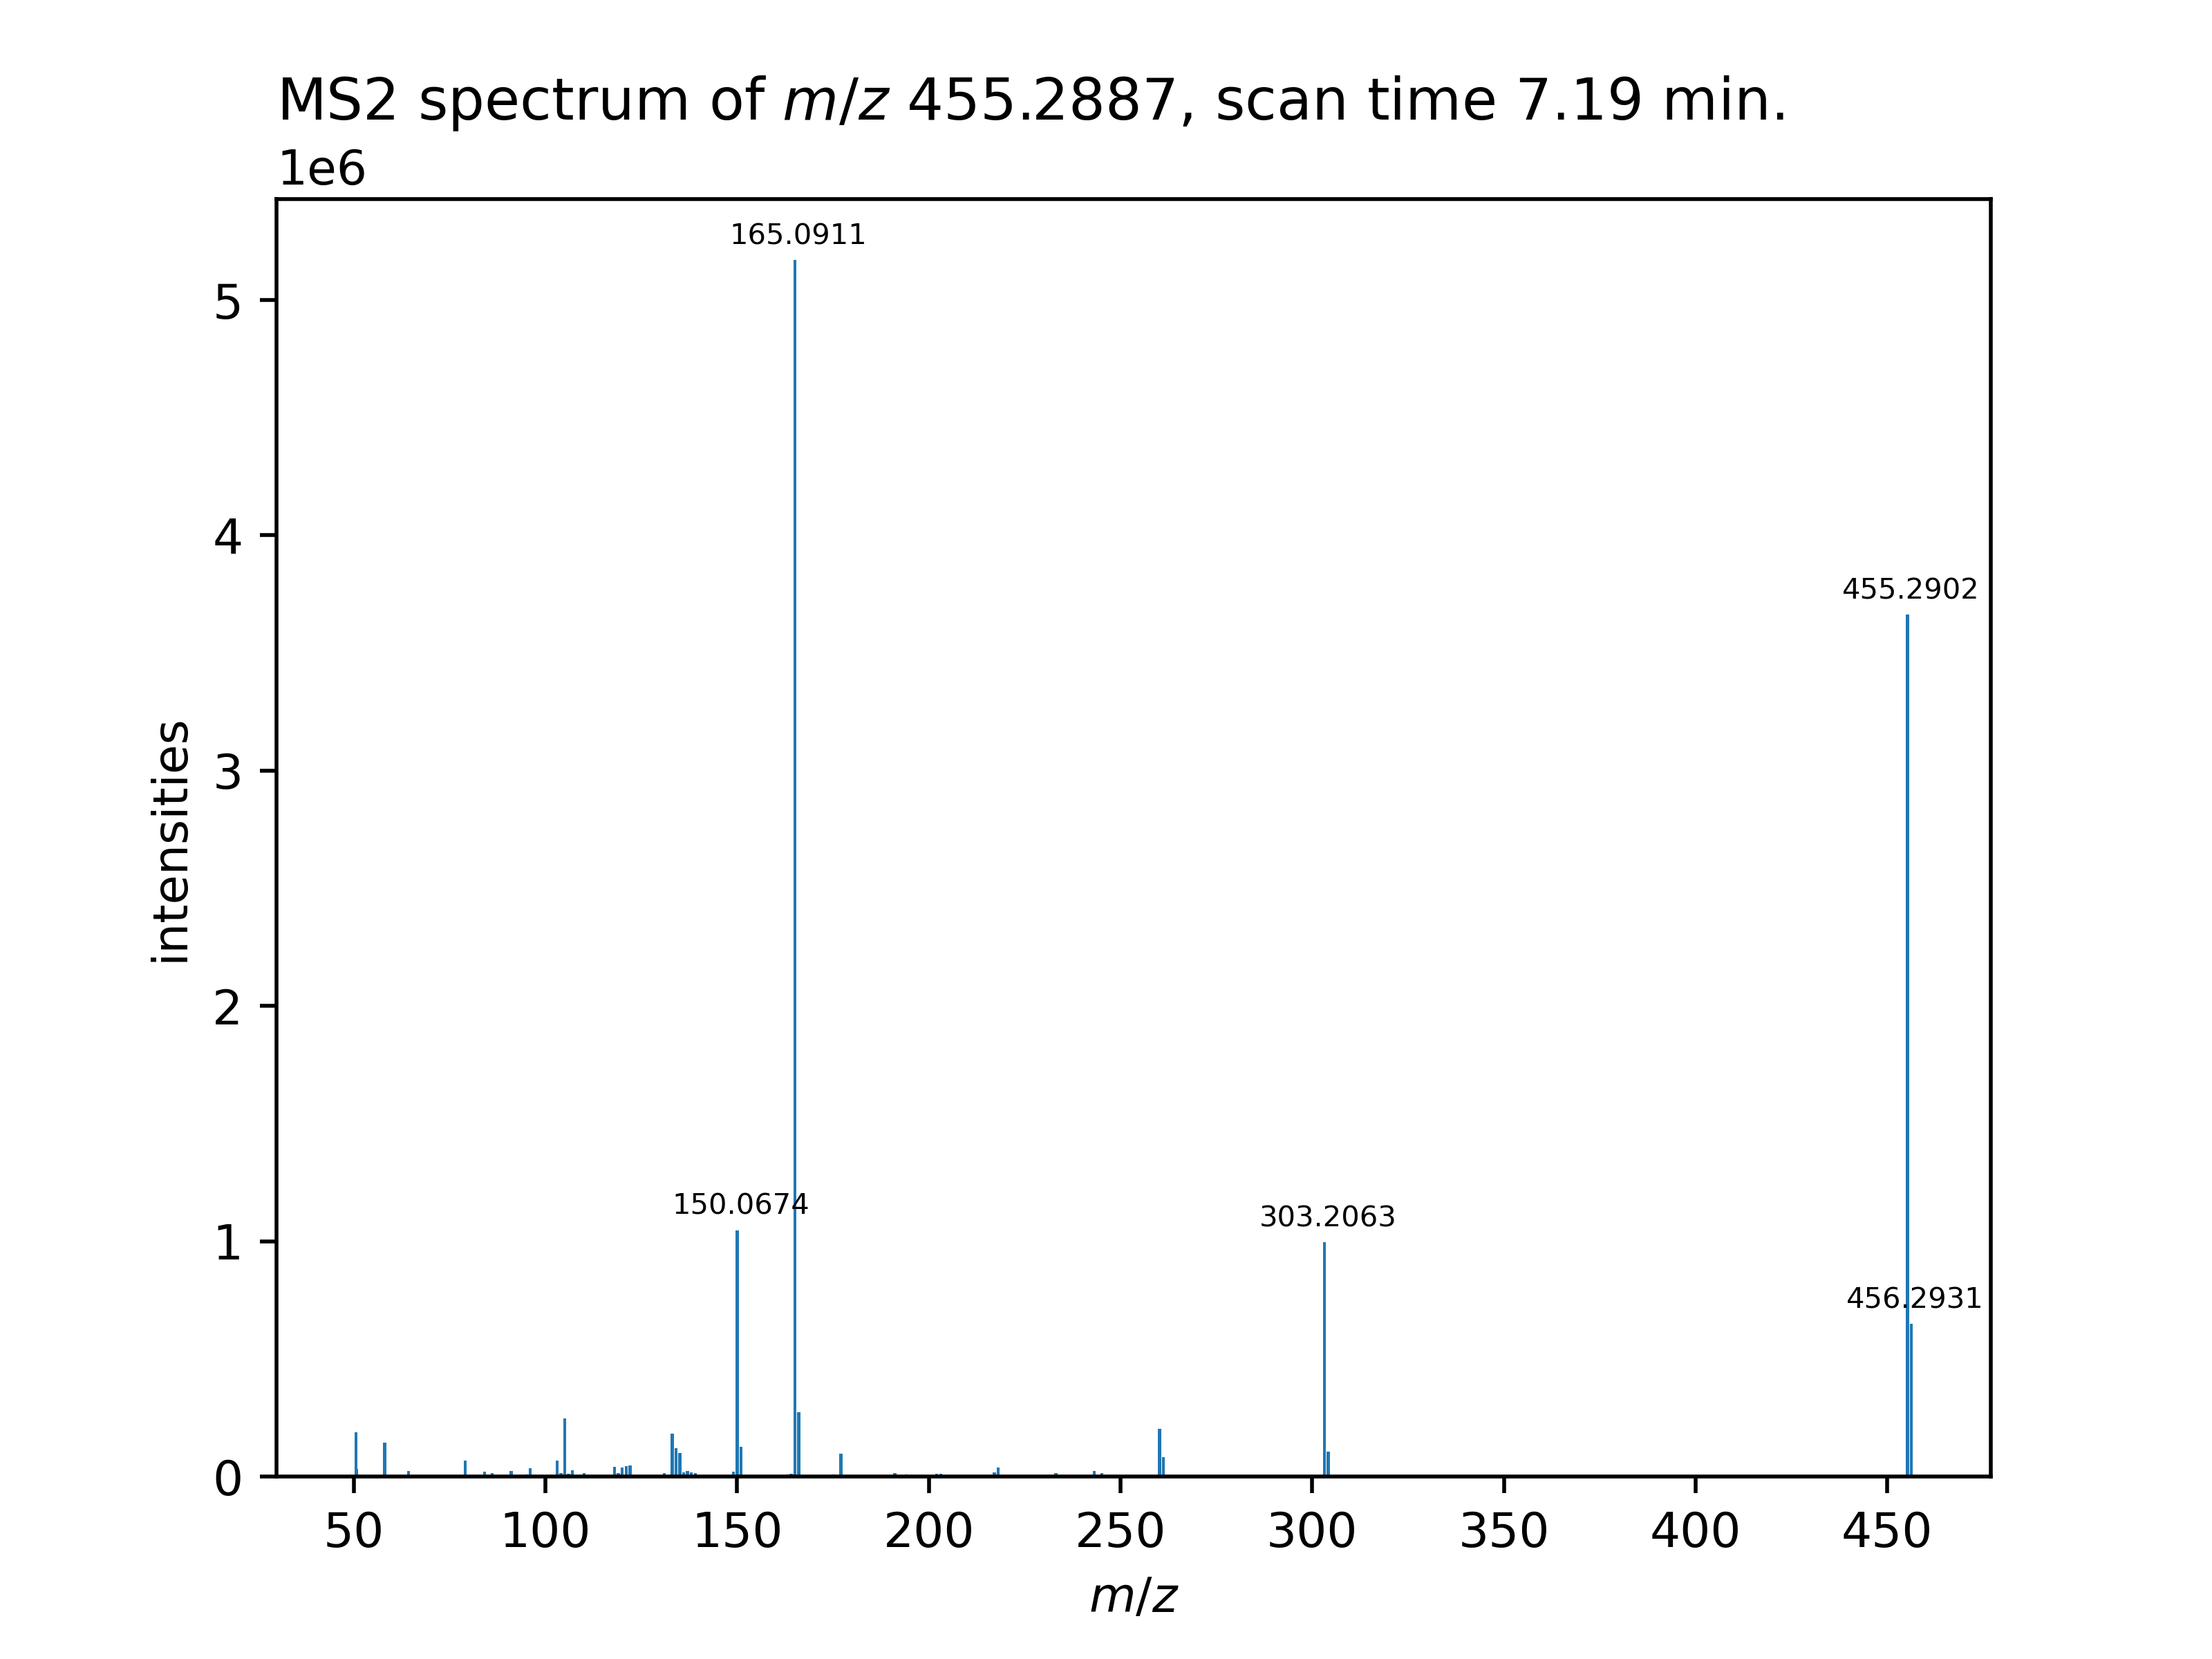 MS2 spectrum of m/z 455.2887, scan time 7.19 min.
1e6
165.0911
5
455.2902
4
intensities
3
2
150.0674
303.2063
1
456.2931
0
50 100 150 200 250 300 350 400 450
m/z